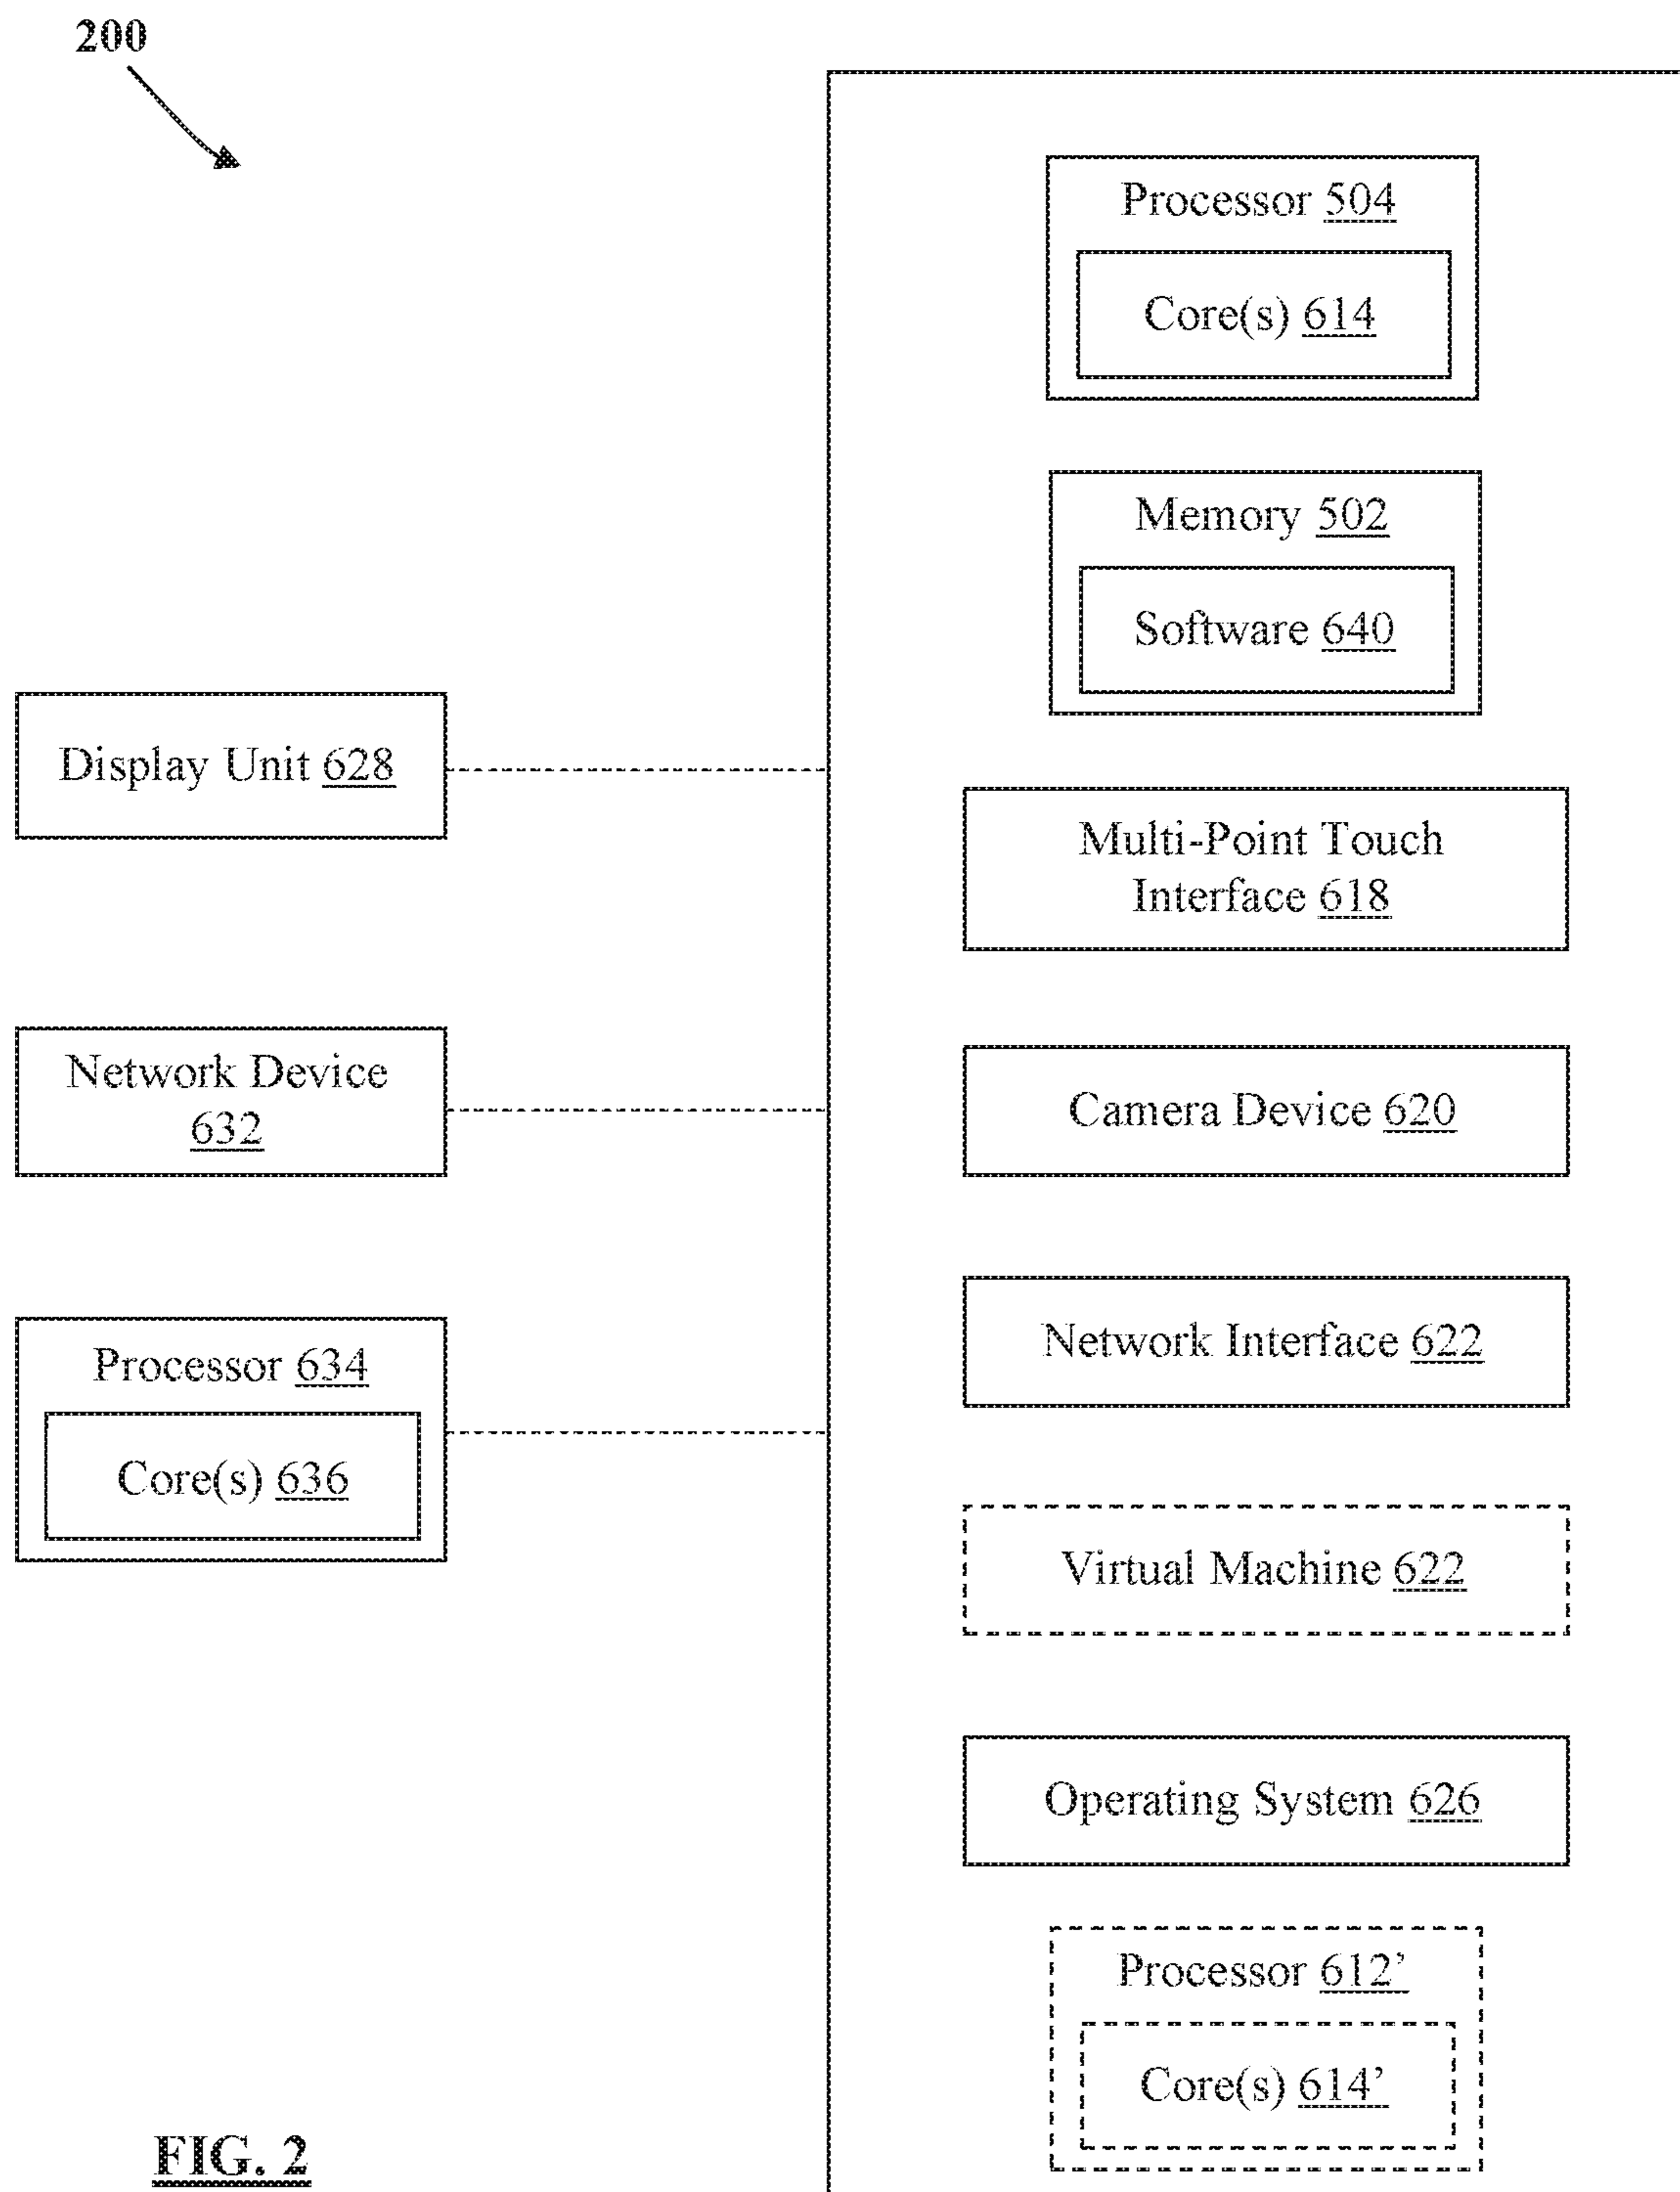 200
Processor 504
Core(s) 614
Memory 502
Software 640
Display Unit 628
Multi-Point Touch
Interface 618
Network Device
632
Camera Device 620
Network Interface 622
Processor 634
Core(s) 636
Virtual Machine 622
Operating System 626
Processor 612’
Core(s) 614’
FIG. 2